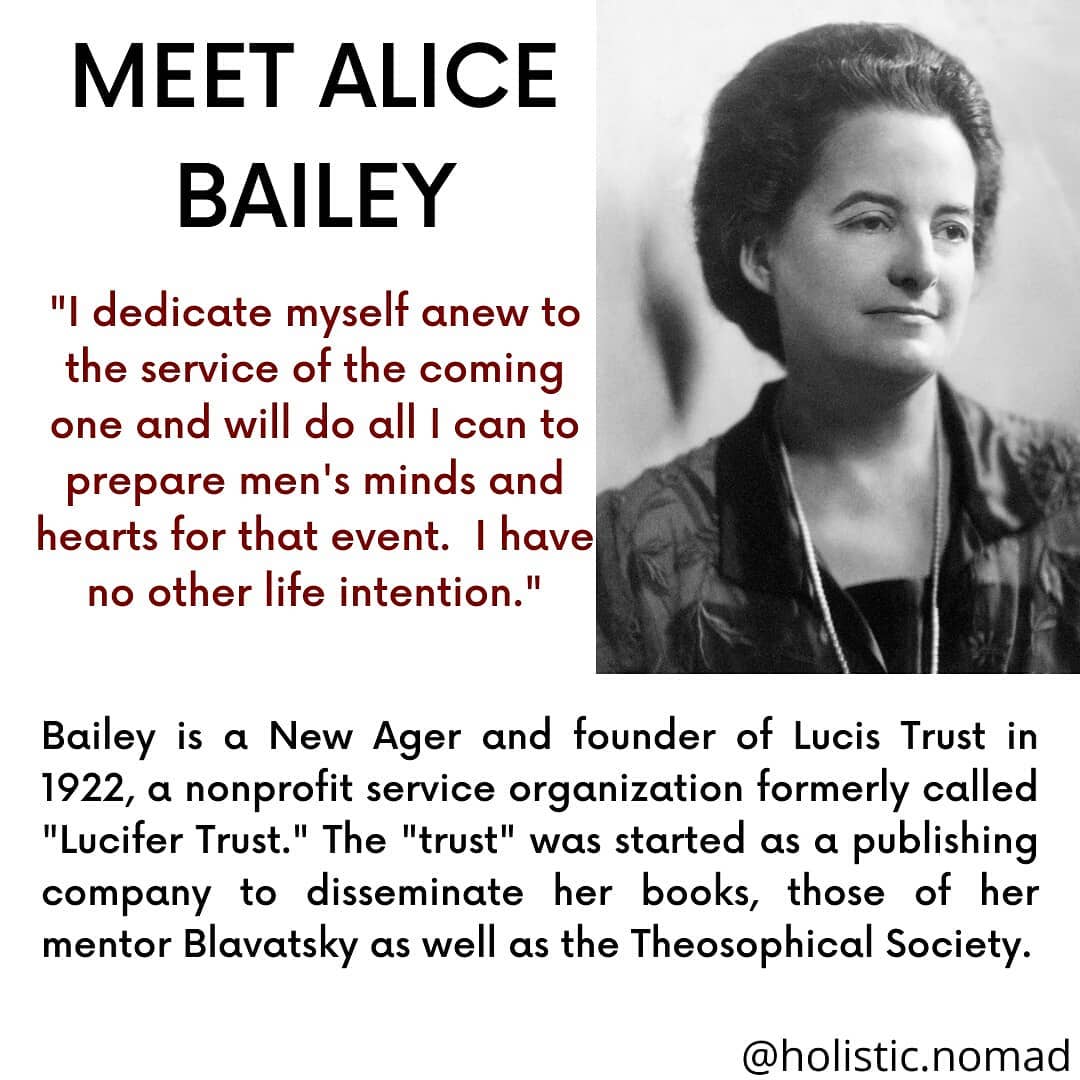 MEET ALICE
BAILEY
"I dedicate myself anew to
the service of the coming
one and will do all I can to
prepare men's minds and
hearts for that event.  I have
no other life intention."
Bailey is a New Ager and founder of Lucis Trust in
1922, a nonprofit service organization formerly called
"Lucifer Trust." The "trust" was started as a publishing
company to disseminate her books, those of her
mentor Blavatsky as well as the Theosophical Society.
@holistic.nomad